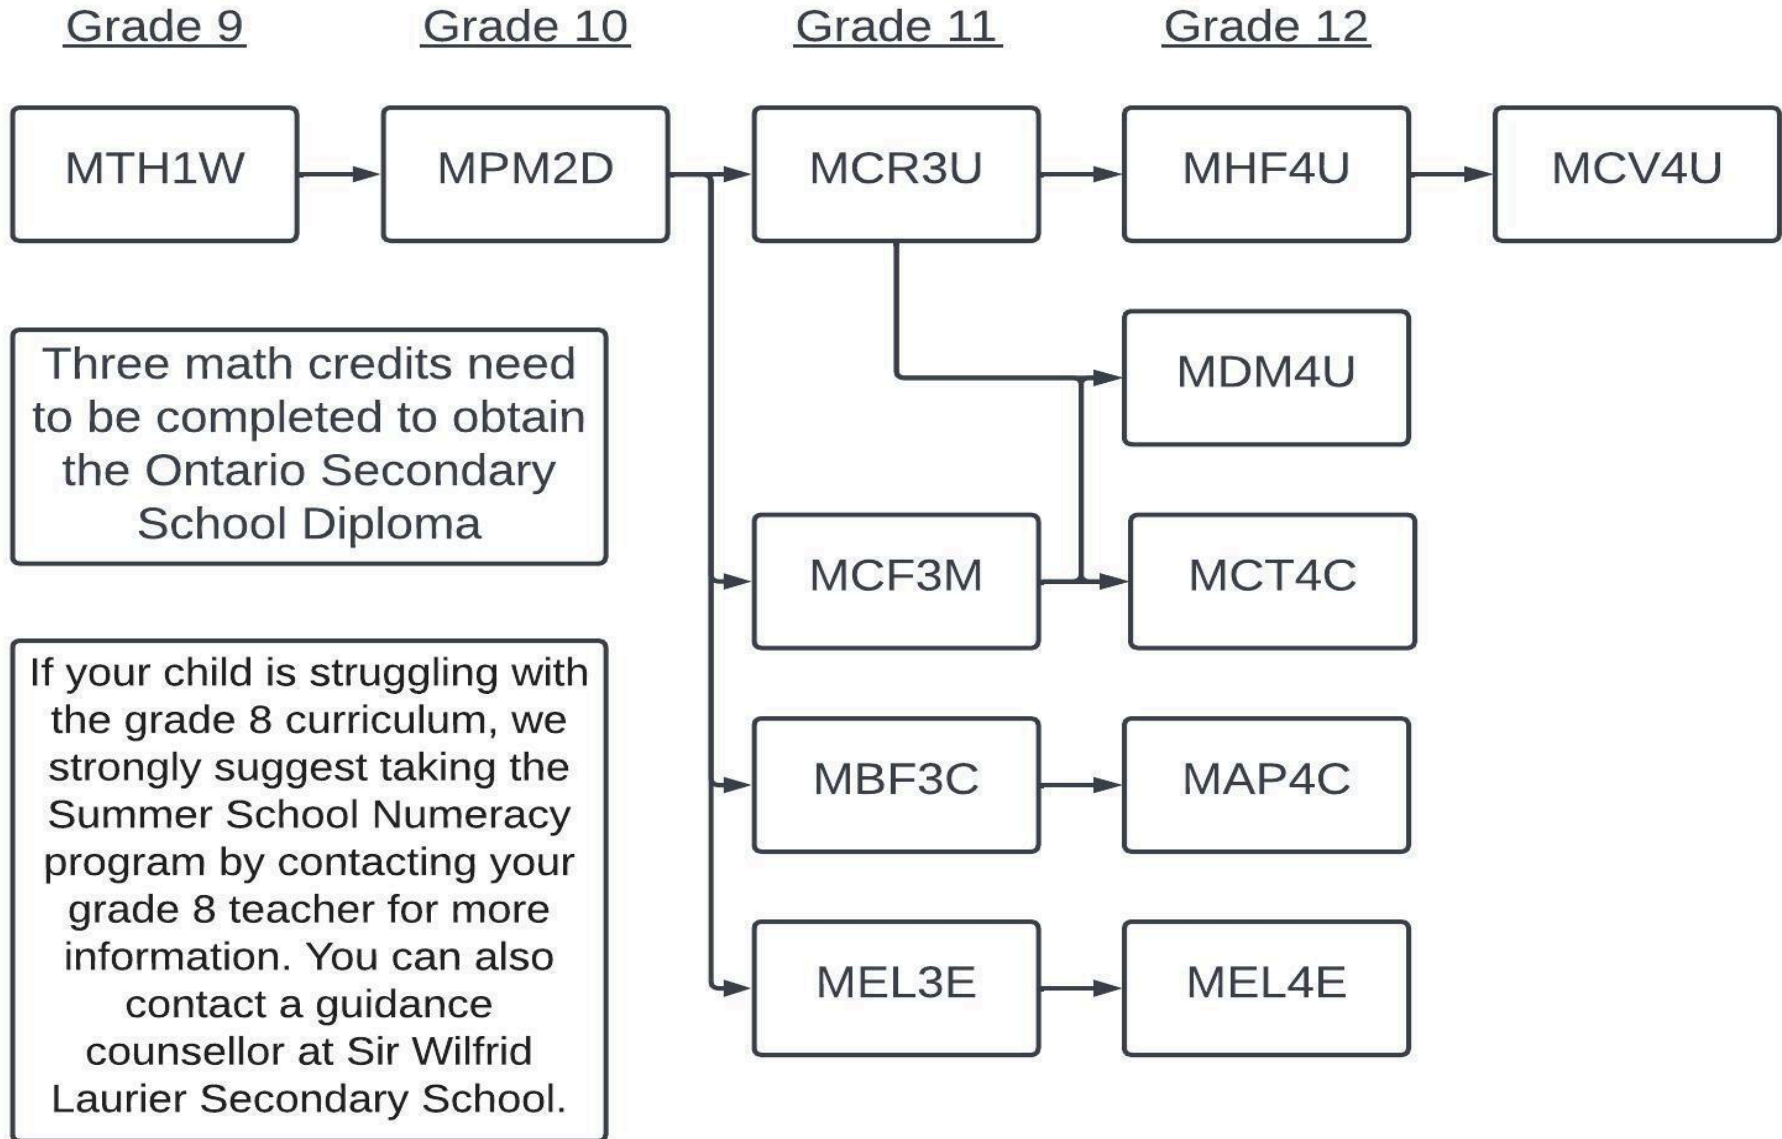 Grade 9
Grade 10
Grade 11
Grade 12
MTH1W
MPM2D
MCR3U
MHF4U
MCV4U
MDM4U
Three math credits need
to be completed to obtain
the Ontario Secondary
School Diploma
MCF3M
MCT4C
If your child is struggling with
the grade 8 curriculum, we
strongly suggest taking the
Summer School Numeracy
program by contacting your
grade 8 teacher for more
information. You can also
contact a guidance
counsellor at Sir Wilfrid
Laurier Secondary School.
MBF3C
MAP4C
MEL3E
MEL4E